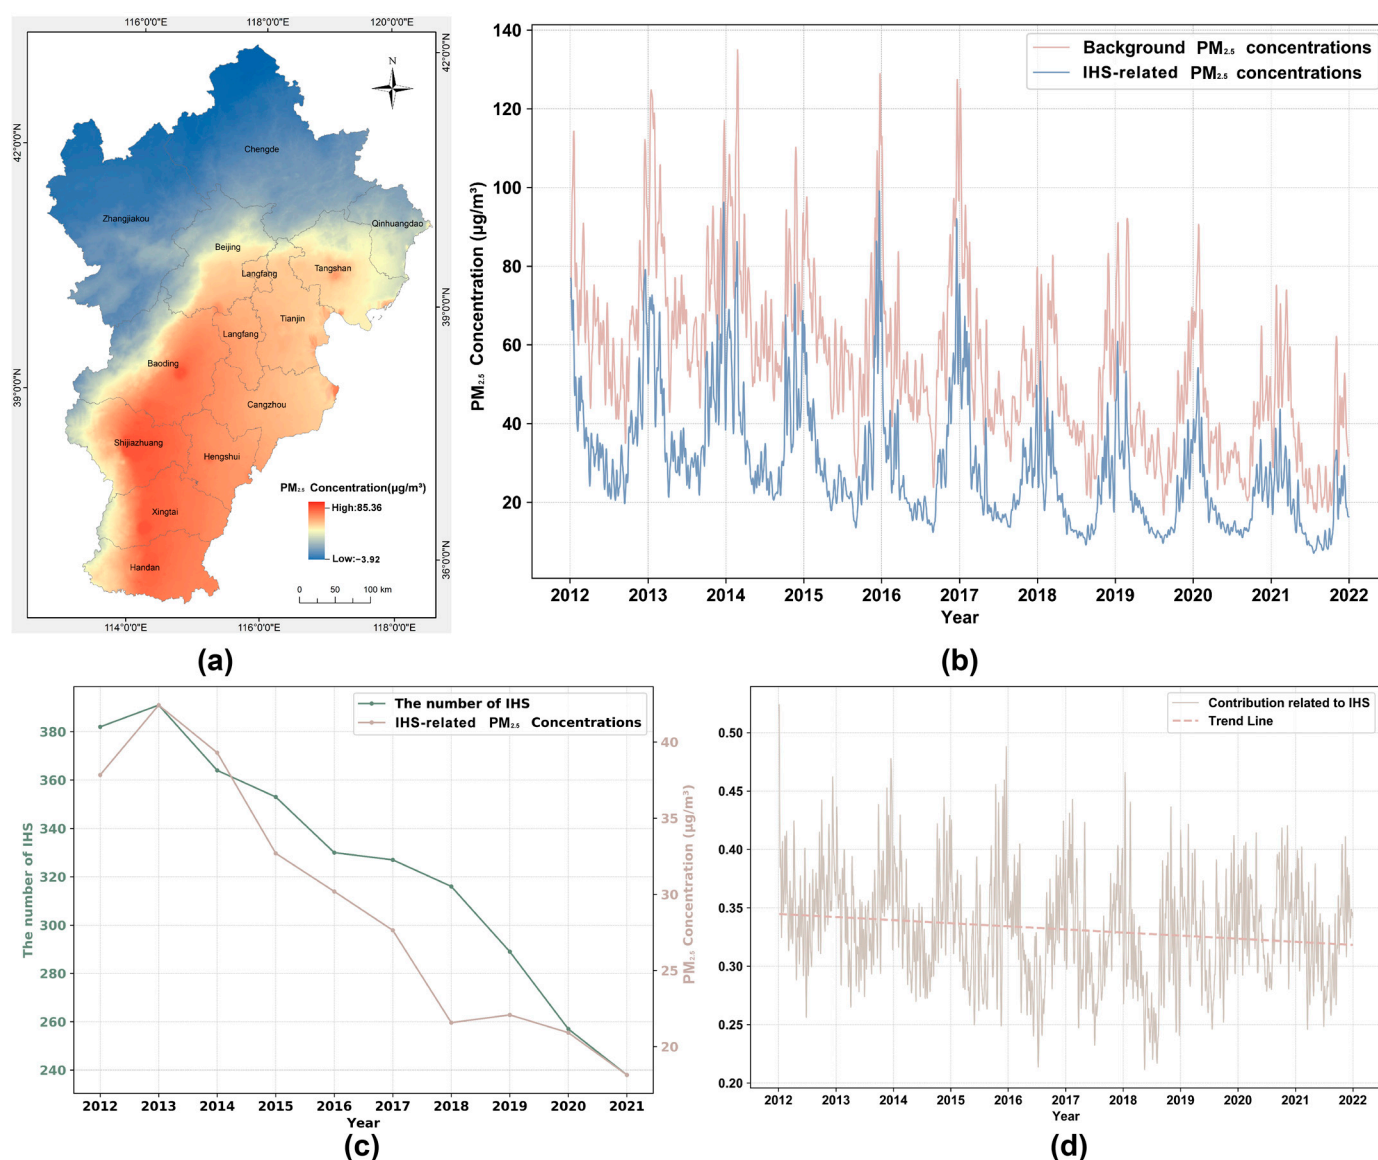 116°0'0"E 118°0'0"E 120°0'0"E
42°0'0"N
42°0'0"N
39°0'0"N
39°0'0"N
36°0'0"N
N
Chengde
Zhangjiakou
Qinhuangdao
Beijing
Langfang
Tangshan
Tianjin
Langfang
Baoding
Cangzhou
Shijiazhuang
Hengshui
Xingtai
Handan
PM2.5 Concentration(μg/m³)
High:85.36
Low:−3.92
0 50 100 km
114°0'0"E 116°0'0"E 118°0'0"E
(a)
Background PM2.5 concentrations
IHS-related PM2.5 concentrations
PM2.5 Concentration (μg/m³)
140
120
100
80
60
40
20
2012 2013 2014 2015 2016 2017 2018 2019 2020 2021 2022
Year
(b)
The number of IHS
IHS-related PM2.5 Concentrations
The number of IHS
380
360
340
320
300
280
260
240
40
35
30
25
20
PM2.5 Concentration (μg/m³)
2012 2013 2014 2015 2016 2017 2018 2019 2020 2021
Year
(c)
Contribution related to IHS
Trend Line
0.50
0.45
0.40
0.35
0.30
0.25
0.20
2012 2013 2014 2015 2016 2017 2018 2019 2020 2021 2022
Year
(d)